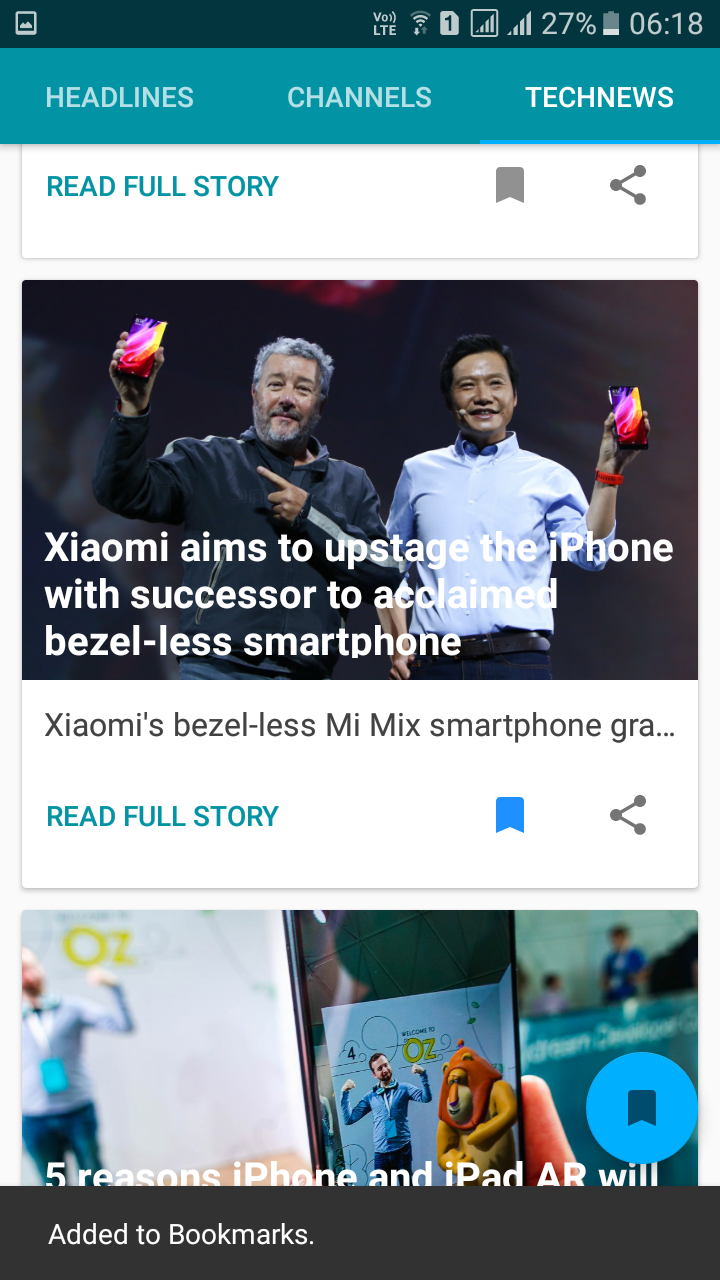 Vo)) LTE 1 27% 06:18
HEADLINES CHANNELS TECHNEWS
READ FULL STORY
Xiaomi aims to upstage the iPhone
with successor to acclaimed
bezel-less smartphone
Xiaomi's bezel-less Mi Mix smartphone gra...
READ FULL STORY
OZ
WELCOME TO
4 OZ
5 reasons iPhone and iPad AR will
Added to Bookmarks.